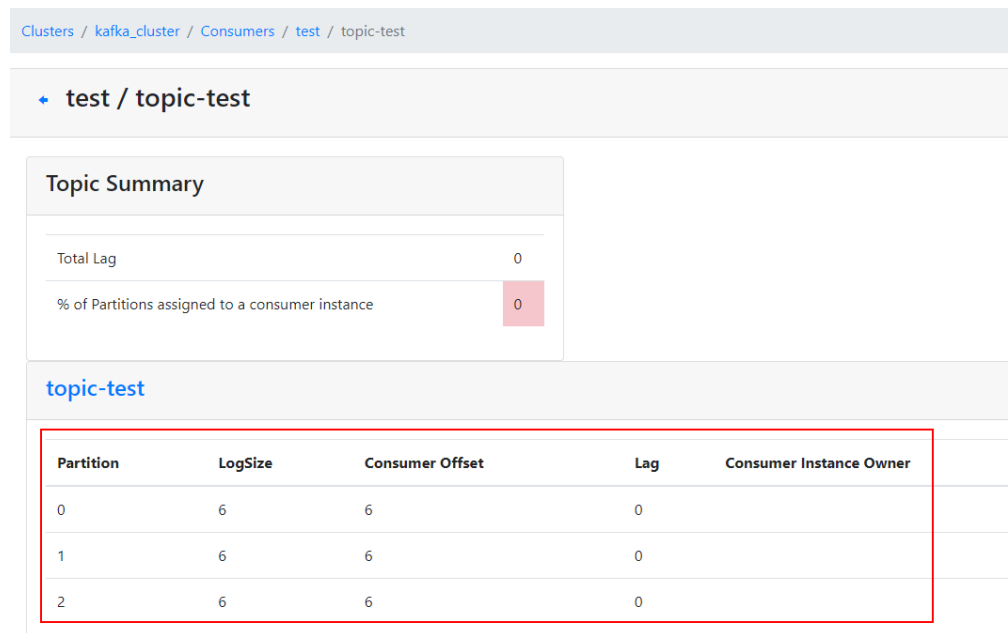 Clusters / kafka_cluster / Consumers / test / topic-test
test / topic-test
Topic Summary
Total Lag 0
% of Partitions assigned to a consumer instance 0
topic-test
Partition LogSize Consumer Offset Lag Consumer Instance Owner
0 6 6 0
1 6 6 0
2 6 6 0